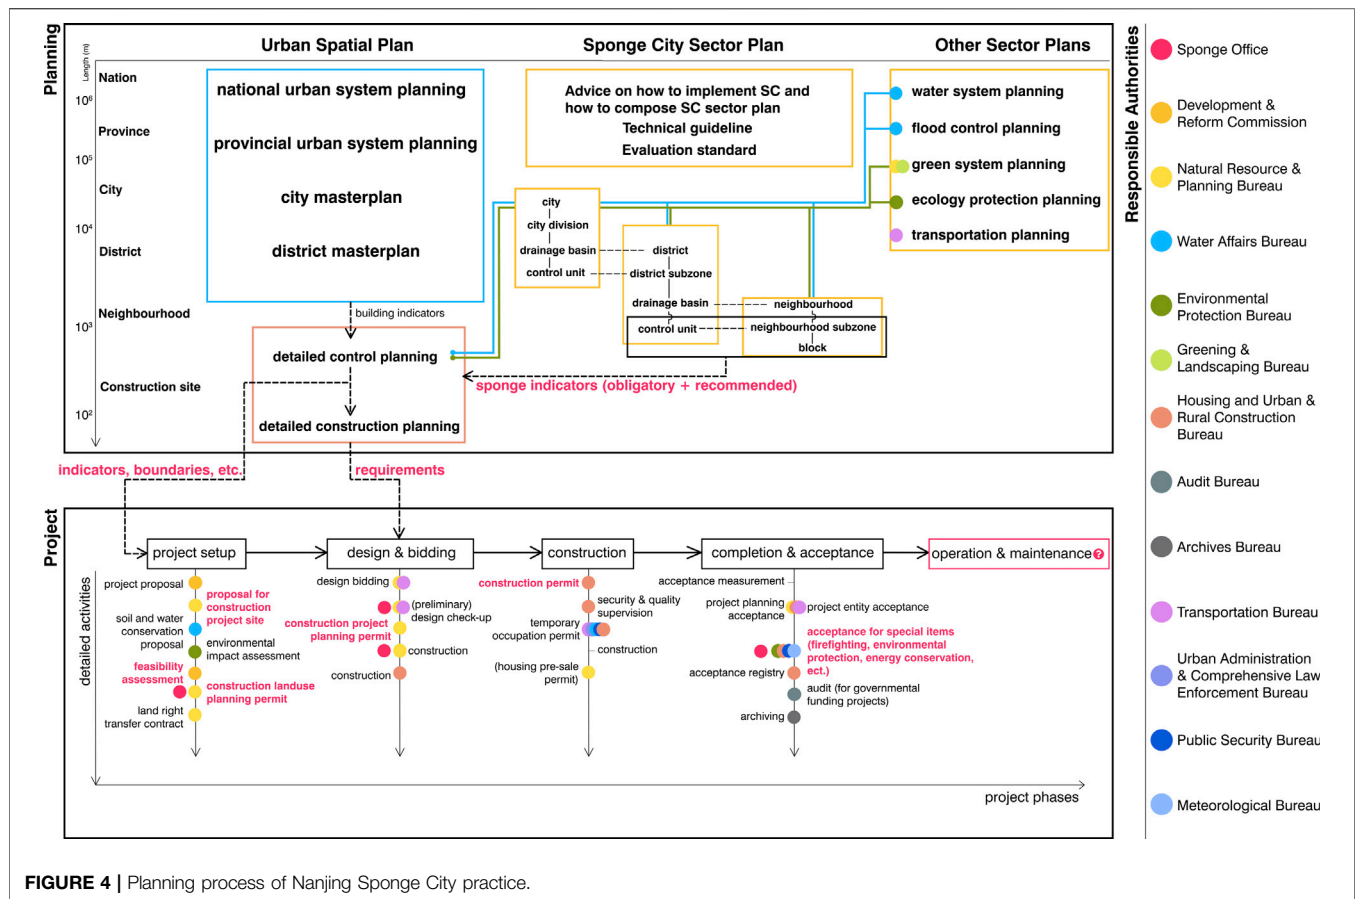 Planning
Length (m)
Urban Spatial Plan
Sponge City Sector Plan
Other Sector Plans
Nation
10⁶
Province
10⁵
City
10⁴
District
Neighbourhood
10³
Construction site
10²
national urban system planning
provincial urban system planning
city masterplan
district masterplan
building indicators
detailed control planning
detailed construction planning
Advice on how to implement SC and
how to compose SC sector plan
Technical guideline
Evaluation standard
city
city division
drainage basin
control unit
district
district subzone
drainage basin
control unit
neighbourhood
neighbourhood subzone
block
sponge indicators (obligatory + recommended)
water system planning
flood control planning
green system planning
ecology protection planning
transportation planning
indicators, boundaries, etc.
requirements
Project
project setup
design & bidding
construction
completion & acceptance
operation & maintenance?
detailed activities
project proposal
proposal for
construction
project site
soil and water
conservation
proposal
environmental
impact assessment
feasibility
assessment
construction landuse
planning permit
land right
transfer contract
design bidding
(preliminary)
design check-up
construction project
planning permit
construction
construction
construction permit
security & quality
supervision
temporary
occupation permit
construction
(housing pre-sale
permit)
acceptance measurement
project planning
acceptance
project entity acceptance
acceptance for special items
(firefighting, environmental
protection, energy conservation,
ect.)
acceptance registry
audit (for governmental
funding projects)
archiving
project phases
Responsible Authorities
Sponge Office
Development &
Reform Commission
Natural Resource &
Planning Bureau
Water Affairs Bureau
Environmental
Protection Bureau
Greening &
Landscaping Bureau
Housing and Urban &
Rural Construction
Bureau
Audit Bureau
Archives Bureau
Transportation Bureau
Urban Administration
& Comprehensive Law
Enforcement Bureau
Public Security Bureau
Meteorological Bureau
FIGURE 4 | Planning process of Nanjing Sponge City practice.